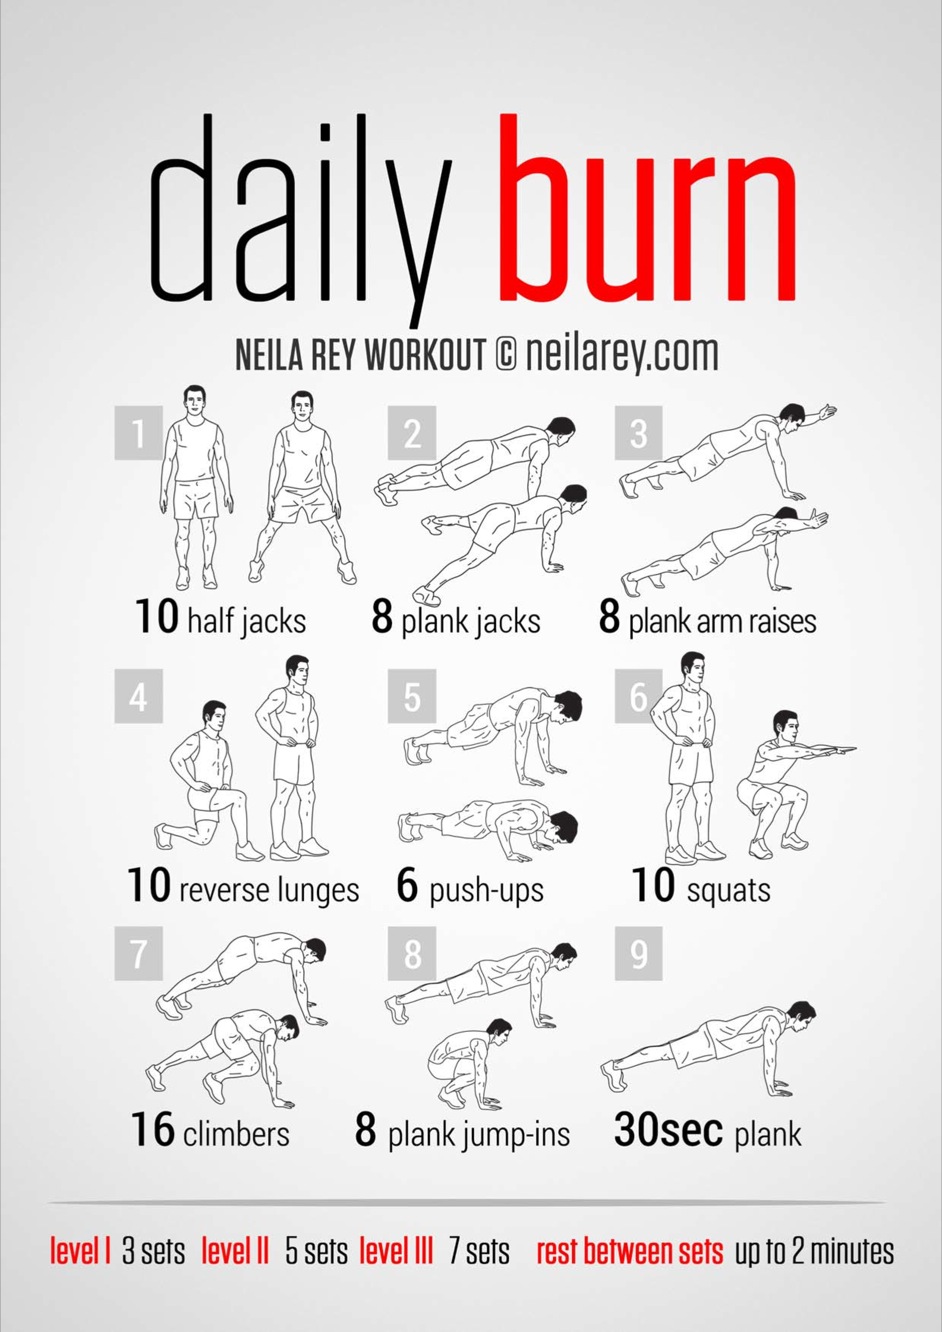 daily burn
NEILA REY WORKOUT © neilarey.com
1
2
3
10 half jacks
8 plank jacks
8 plank arm raises
4
5
6
10 reverse lunges
6 push-ups
10 squats
7
8
9
16 climbers
8 plank jump-ins
30sec plank
level I 3 sets level II 5 sets level III 7 sets rest between sets up to 2 minutes